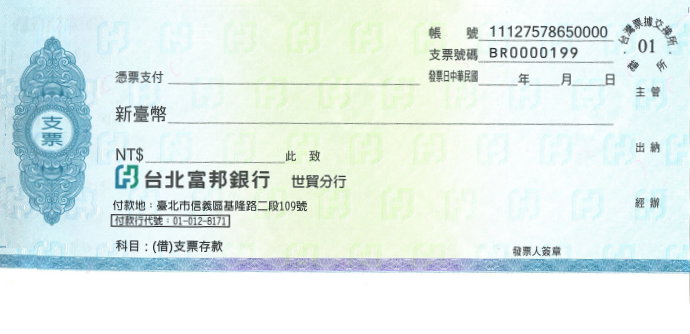 帳 號 11127578650000
支票號碼 BR0000199
台灣票據交換所
01
總所
憑票支付
發票日中華民國 年 月 日
主管
新臺幣
支票
出納
NT$ 此 致
台北富邦銀行 世貿分行
付款地：臺北市信義區基隆路二段109號
經辦
付款行代號：01-012-8171
科目：(借)支票存款
發票人簽章